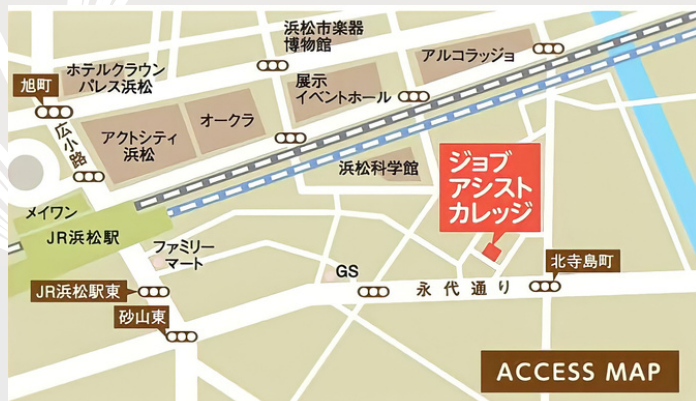 浜松市楽器
博物館
アルコラッジョ
ホテルクラウン
パレス浜松
旭町
展示
イベントホール
オークラ
アクトシティ
浜松
広小路
浜松科学館
ジョブ
アシスト
カレッジ
メイワン
JR浜松駅
ファミリー
マート
GS
北寺島町
JR浜松駅東
永代通り
砂山東
ACCESS MAP